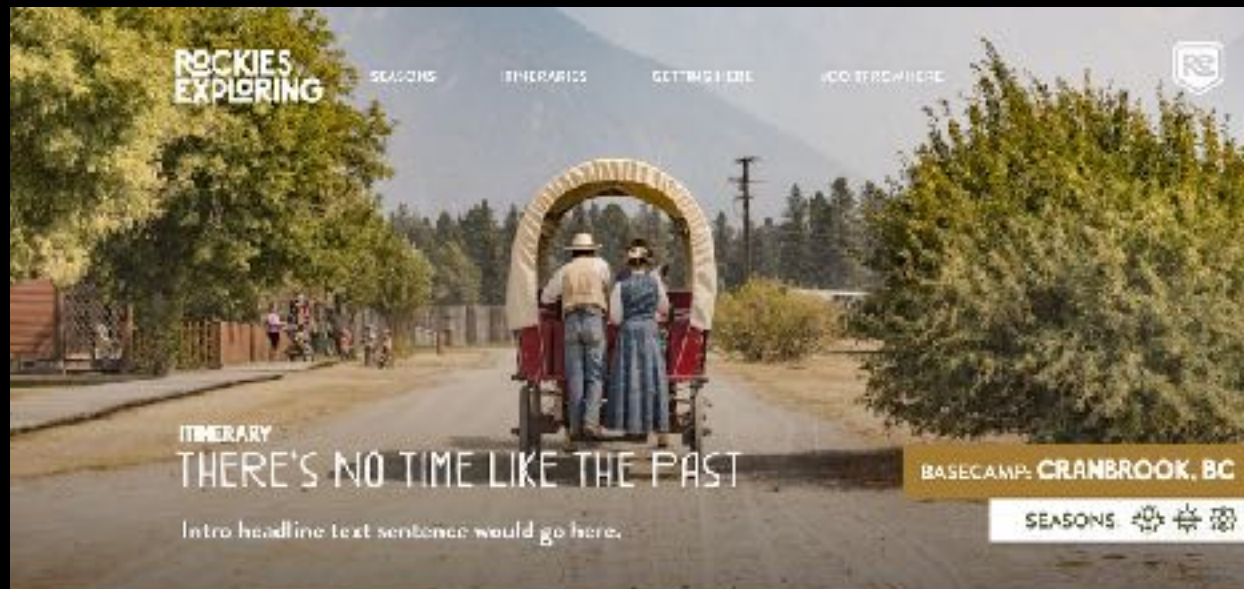 ROCKIES
EXPLORING
SEASONS
ITINERARIES
GETTING HERE
ITINERARY
THERE'S NO TIME LIKE THE PAST
Intro headline text sentence would go here.
BASECAMP: CRANBROOK, BC
SEASONS